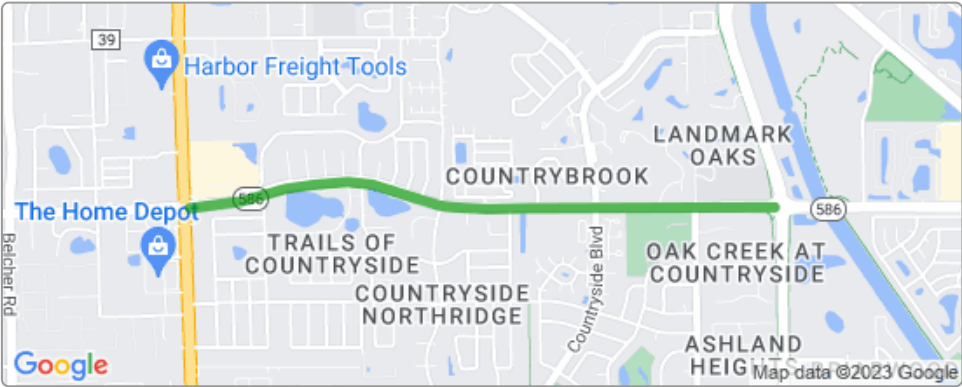 39
Harbor Freight Tools
LANDMARK
OAKS
COUNTRYBROOK
586
586
The Home Depot
Belcher Rd
TRAILS OF
COUNTRYSIDE
Countryside Blvd
OAK CREEK AT
COUNTRYSIDE
COUNTRYSIDE
NORTHRIDGE
ASHLAND
HEIGHTS
Google
Map data ©2023 Google